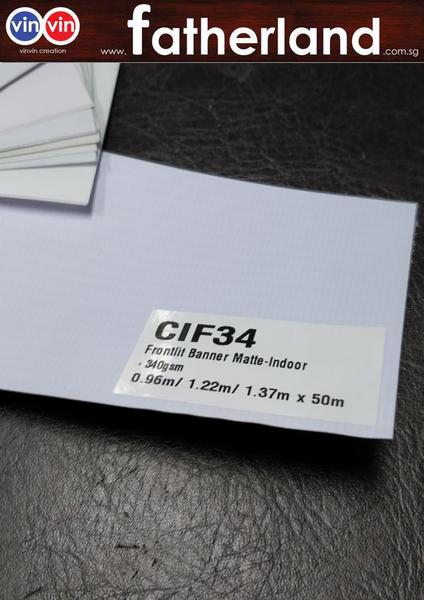 vin vin
vinvin creation
www.fatherland.com.sg
CIF34
Frontlit Banner Matte-Indoor
- 340gsm
0.96m/ 1.22m/ 1.37m x 50m